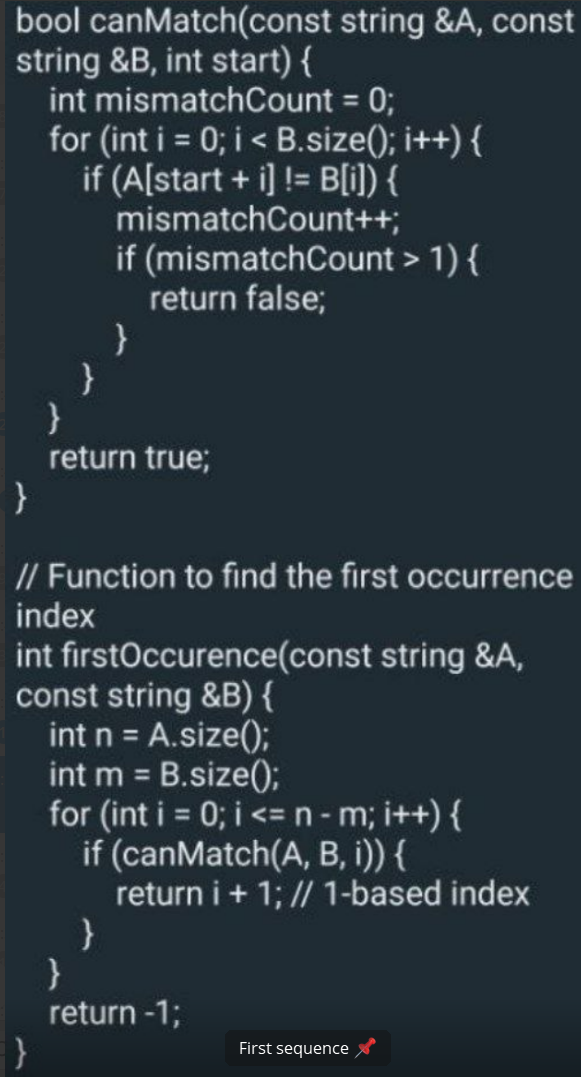 bool canMatch(const string &A, const
string &B, int start) {
int mismatchCount = 0;
for (int i = 0; i < B.size(); i++) {
if (A[start + i] != B[i]) {
mismatchCount++;
if (mismatchCount > 1) {
return false;
}
}
}
return true;
}
// Function to find the first occurrence
index
int firstOccurence(const string &A,
const string &B) {
int n = A.size();
int m = B.size();
for (int i = 0; i <= n - m; i++) {
if (canMatch(A, B, i)) {
return i + 1; // 1-based index
}
}
return -1;
}
First sequence 📌